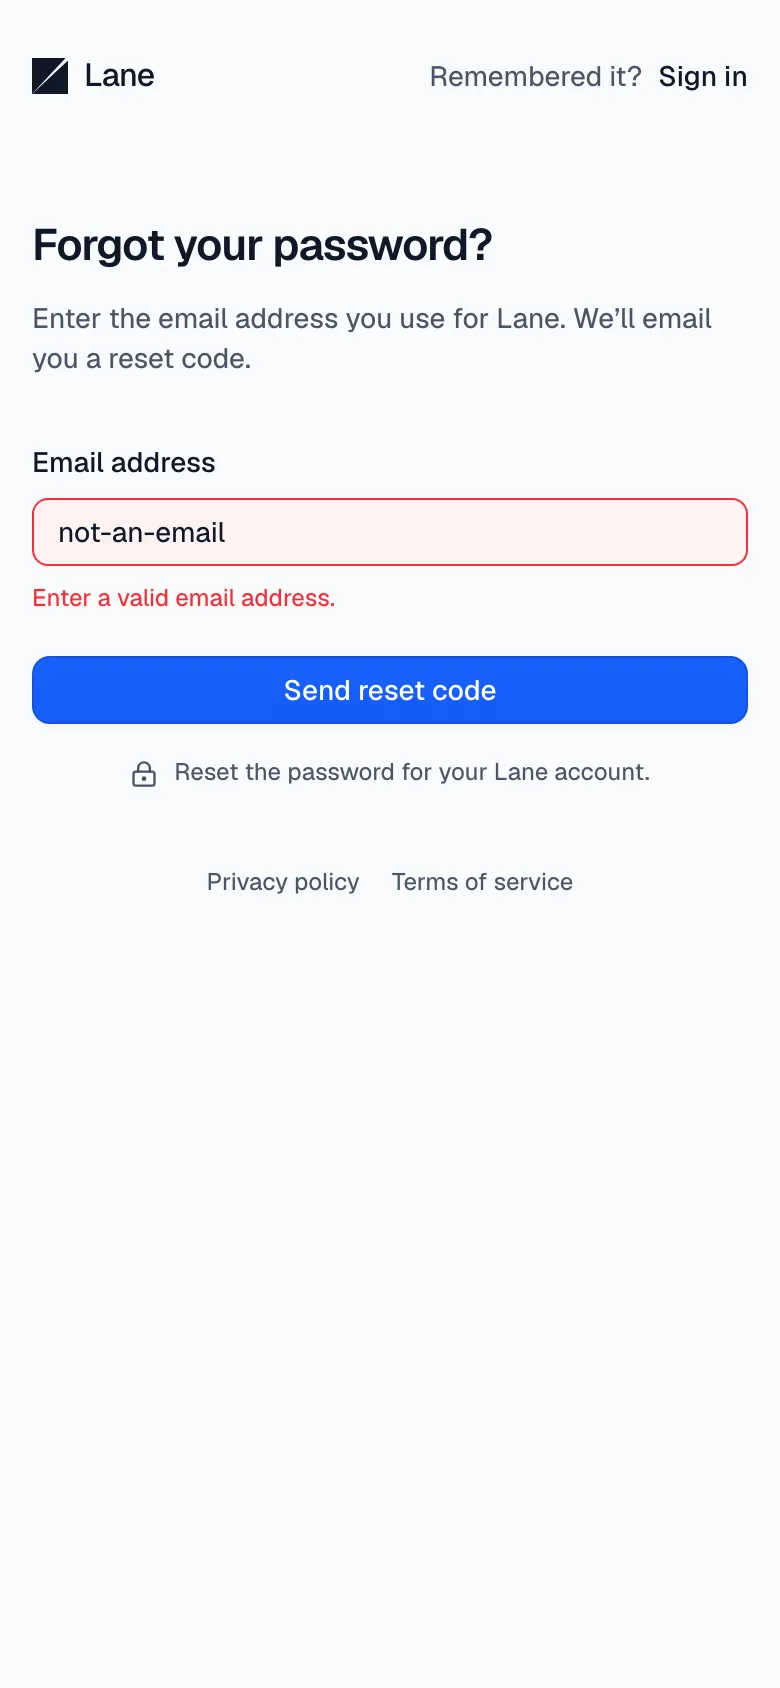 Lane
Remembered it? Sign in
Forgot your password?
Enter the email address you use for Lane. We’ll email
you a reset code.
Email address
not-an-email
Enter a valid email address.
Send reset code
Reset the password for your Lane account.
Privacy policy Terms of service